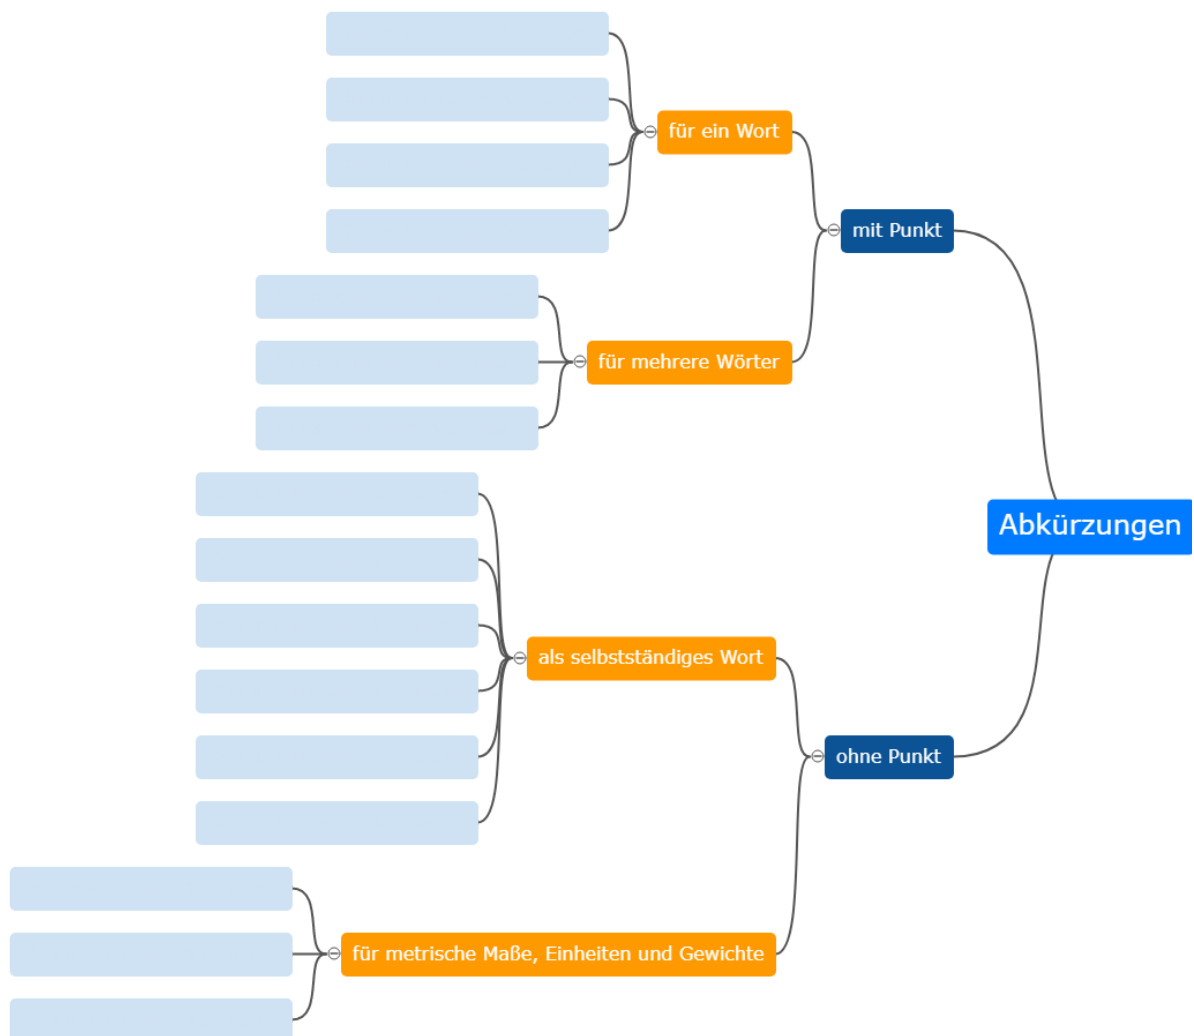 für ein Wort
mit Punkt
für mehrere Wörter
Abkürzungen
als selbstständiges Wort
ohne Punkt
für metrische Maße, Einheiten und Gewichte